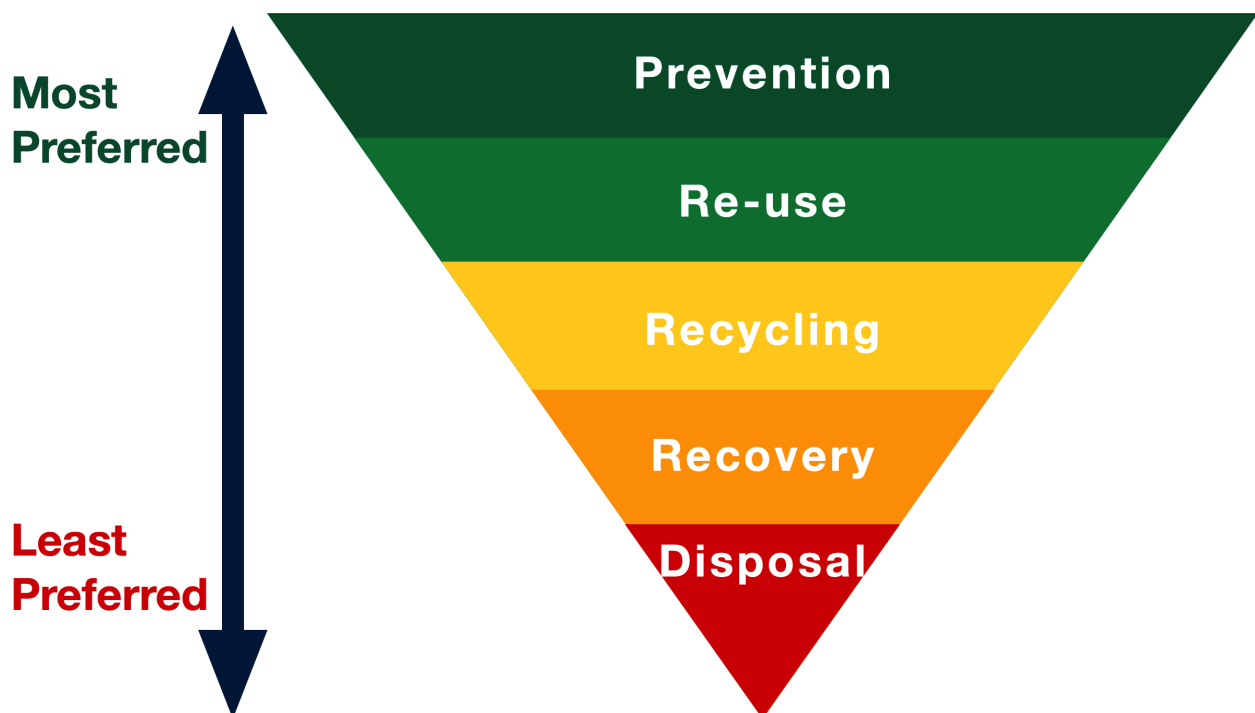 Most
Preferred
Prevention
Re-use
Recycling
Recovery
Disposal
Least
Preferred